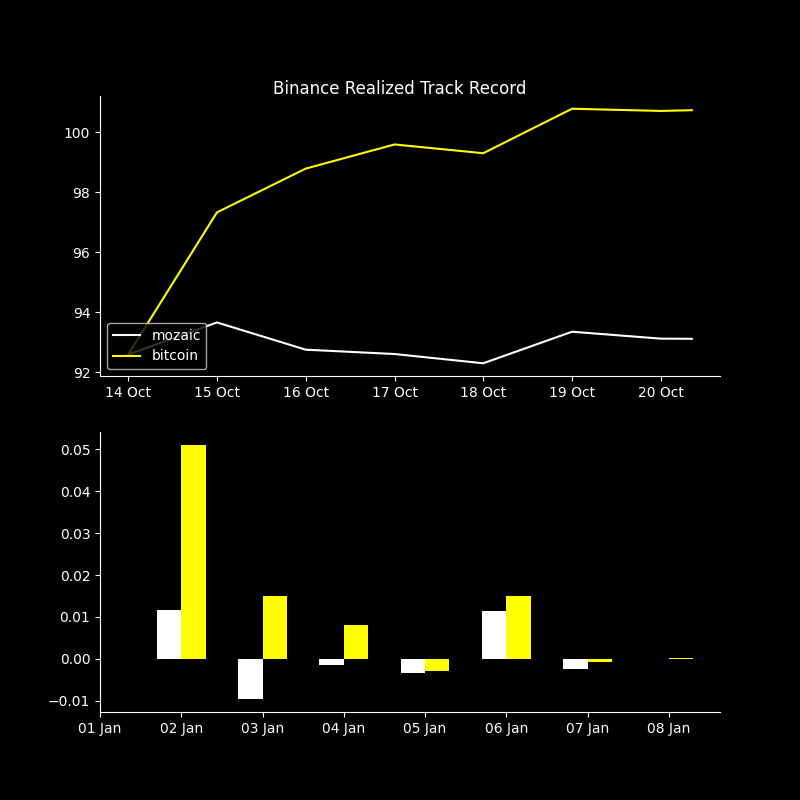 Binance Realized Track Record
100
98
96
94
92
mozaic
bitcoin
14 Oct 15 Oct 16 Oct 17 Oct 18 Oct 19 Oct 20 Oct
0.05
0.04
0.03
0.02
0.01
0.00
−0.01
01 Jan 02 Jan 03 Jan 04 Jan 05 Jan 06 Jan 07 Jan 08 Jan